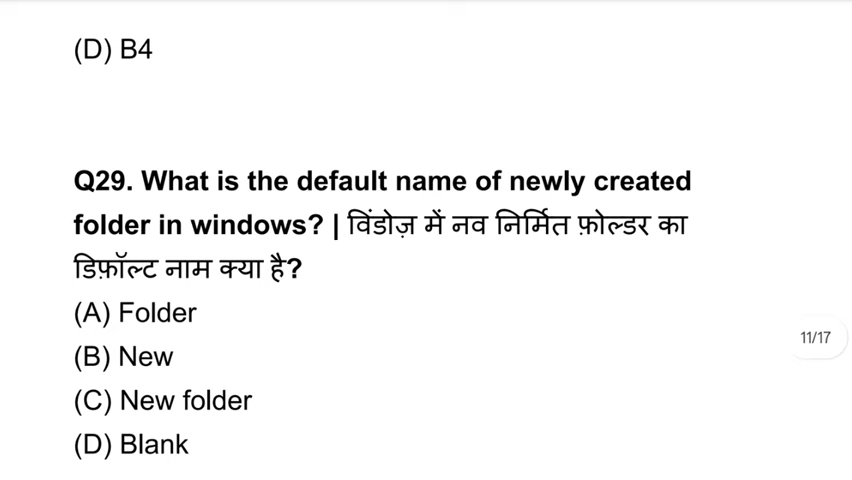 (D) B4
Q29. What is the default name of newly created
folder in windows? | विंडोज़ में नव निर्मित फ़ोल्डर का
डिफ़ॉल्ट नाम क्या है?
(A) Folder
(B) New
11/17
(C) New folder
(D) Blank